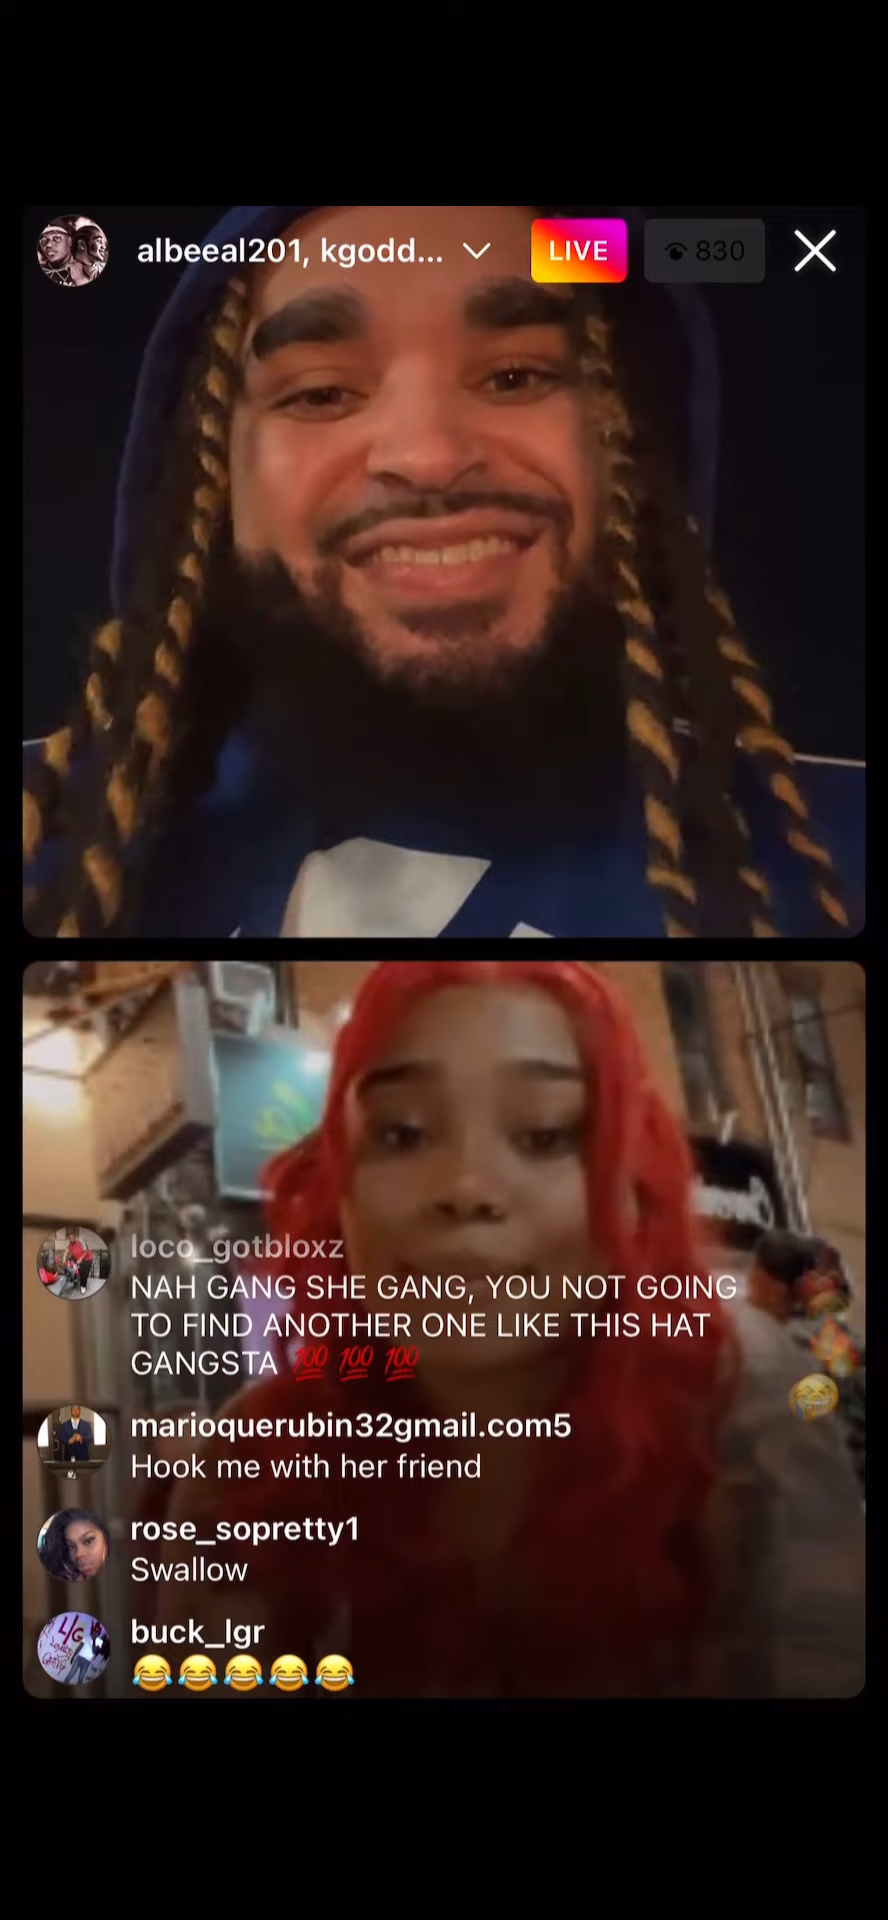 albeeal201, kgodd...
LIVE
830
loco_gotbloxz
NAH GANG SHE GANG, YOU NOT GOING
TO FIND ANOTHER ONE LIKE THIS HAT
GANGSTA 💯 💯 💯
marioquerubin32gmail.com5
Hook me with her friend
rose_sopretty1
Swallow
buck_lgr
😂😂😂😂😂